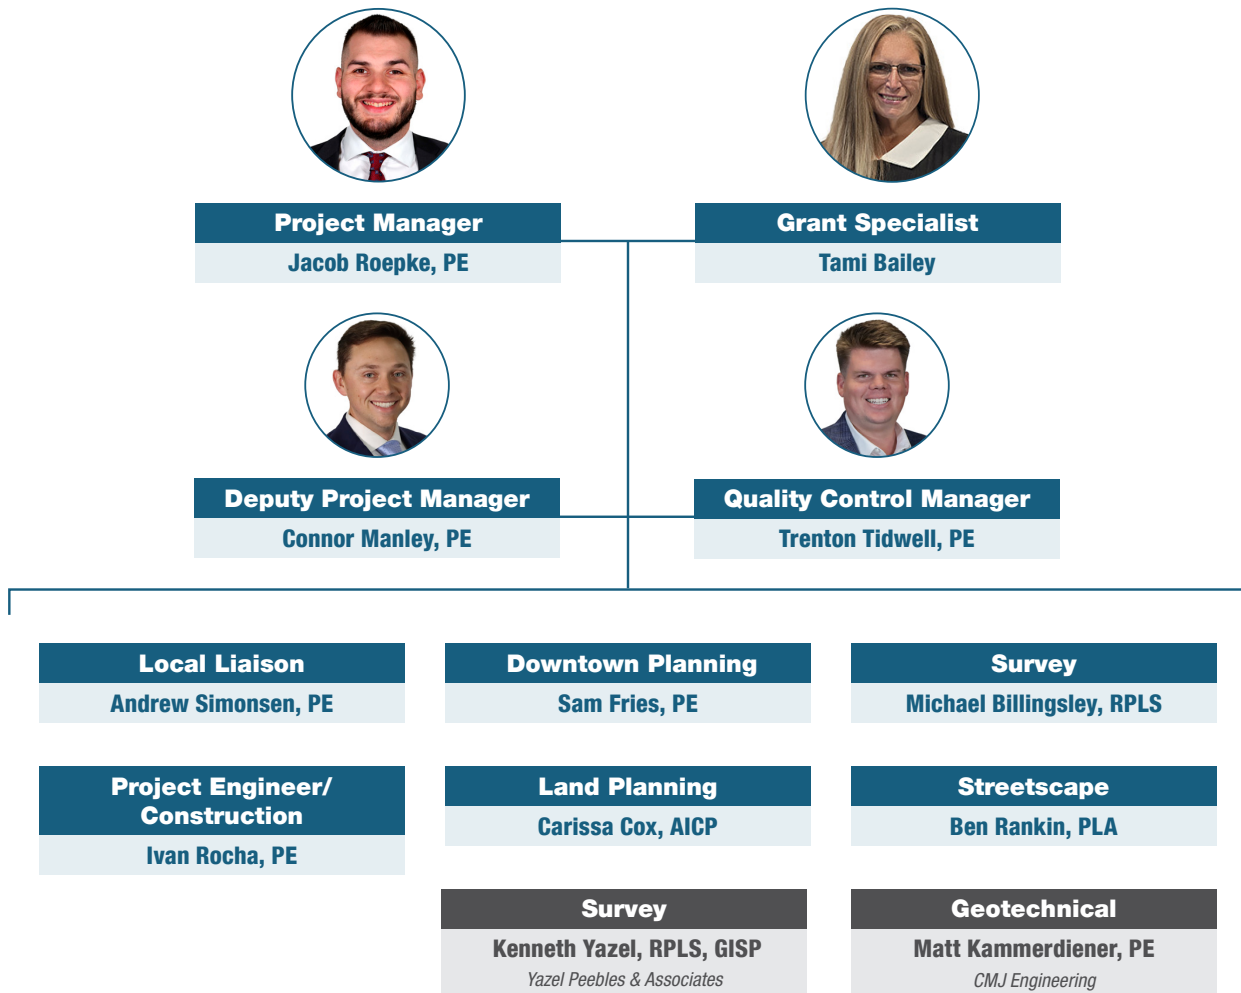 Project Manager
Jacob Roepke, PE
Grant Specialist
Tami Bailey
Deputy Project Manager
Connor Manley, PE
Quality Control Manager
Trenton Tidwell, PE
Local Liaison
Andrew Simonsen, PE
Downtown Planning
Sam Fries, PE
Survey
Michael Billingsley, RPLS
Project Engineer/
Construction
Ivan Rocha, PE
Land Planning
Carissa Cox, AICP
Streetscape
Ben Rankin, PLA
Survey
Kenneth Yazel, RPLS, GISP
Yazel Peebles & Associates
Geotechnical
Matt Kammerdiener, PE
CMJ Engineering